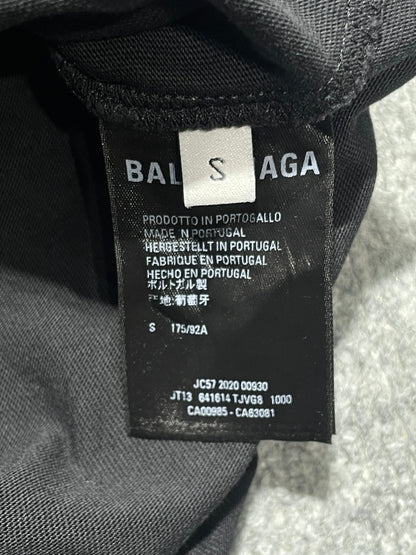 BAL AGA
S
PRODOTTO IN PORTOGALLO
MADE IN PORTUGAL
HERGESTELLT IN PORTUGAL
FABRIQUE EN PORTUGAL
HECHO EN PORTUGAL
ポルトガル製
产地:葡萄牙
S 175/92A
JC57 2020 00930
JT13 641614 TJVG8 1000
CA00985 - CA63081